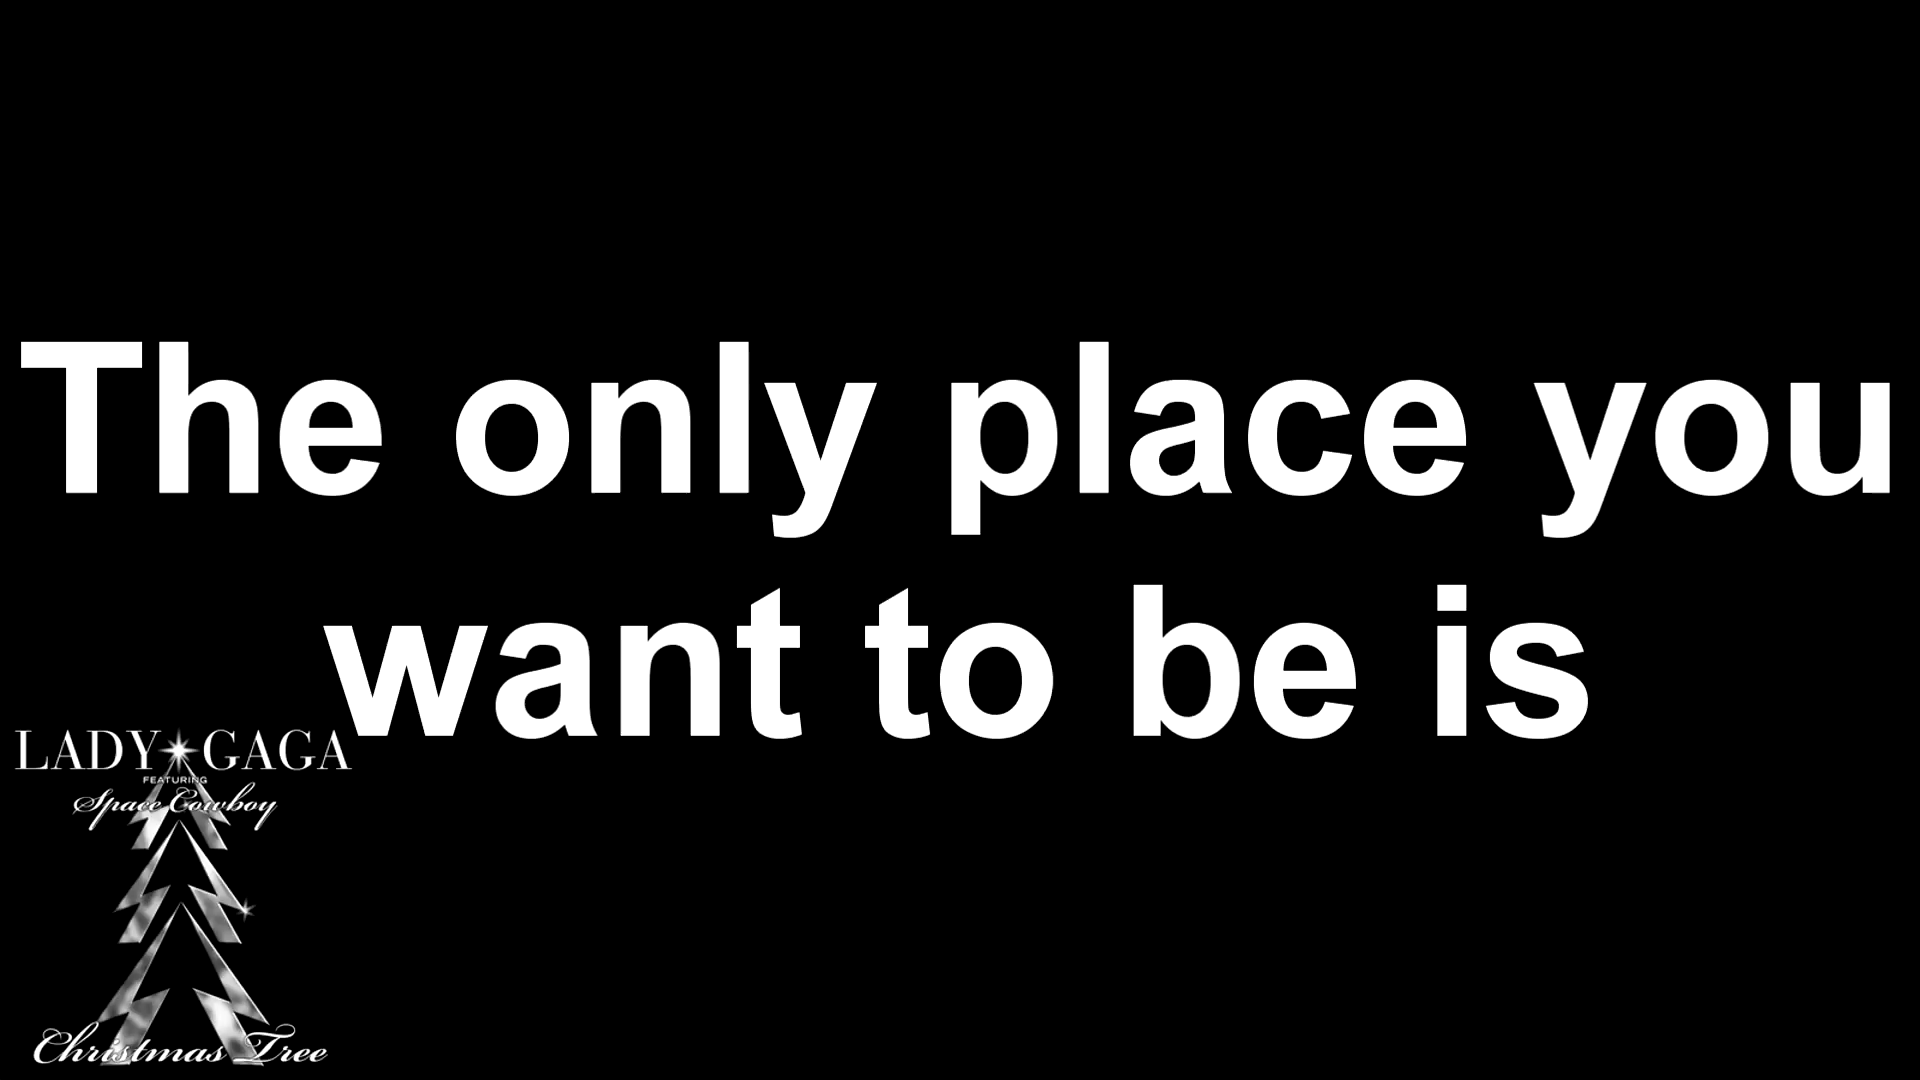 The only place you
want to be is
LADY GAGA
FEATURING
Space Cowboy
Christmas Tree